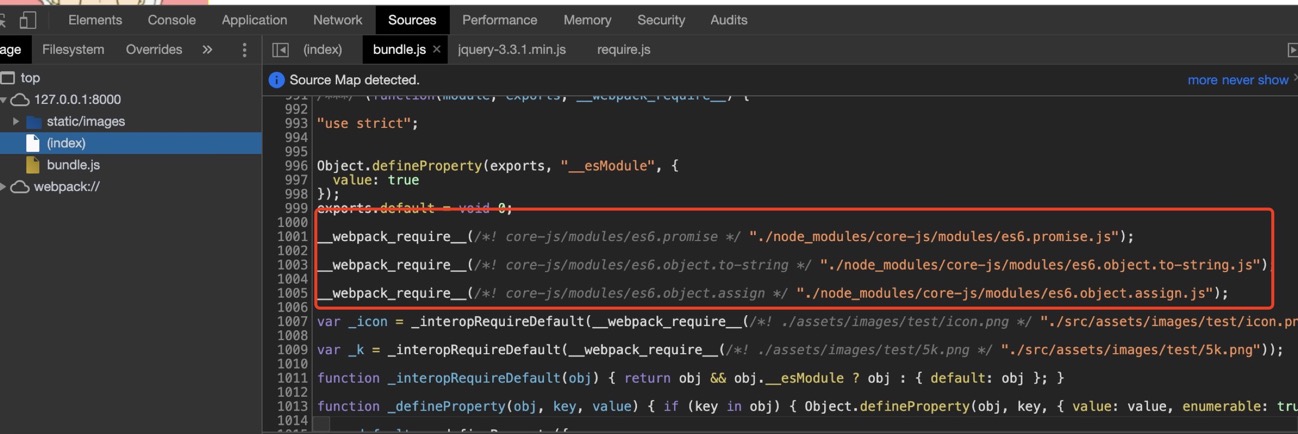 Elements Console Application Network Sources Performance Memory Security Audits
age Filesystem Overrides » (index) bundle.js × jquery-3.3.1.min.js require.js
top
127.0.0.1:8000
static/images
(index)
bundle.js
webpack://
Source Map detected. more never show
991 /***/ (function(module, exports, __webpack_require__) {
992
993 "use strict";
994
995
996 Object.defineProperty(exports, "__esModule", {
997 value: true
998 });
999 exports.default = void 0;
1000
1001 __webpack_require__(/*! core-js/modules/es6.promise */ "./node_modules/core-js/modules/es6.promise.js");
1002
1003 __webpack_require__(/*! core-js/modules/es6.object.to-string */ "./node_modules/core-js/modules/es6.object.to-string.js")
1004
1005 __webpack_require__(/*! core-js/modules/es6.object.assign */ "./node_modules/core-js/modules/es6.object.assign.js");
1006
1007 var _icon = _interopRequireDefault(__webpack_require__(/*! ./assets/images/test/icon.png */ "./src/assets/images/test/icon.pn
1008
1009 var _k = _interopRequireDefault(__webpack_require__(/*! ./assets/images/test/5k.png */ "./src/assets/images/test/5k.png"));
1010
1011 function _interopRequireDefault(obj) { return obj && obj.__esModule ? obj : { default: obj }; }
1012
1013 function _defineProperty(obj, key, value) { if (key in obj) { Object.defineProperty(obj, key, { value: value, enumerable: tru
1014